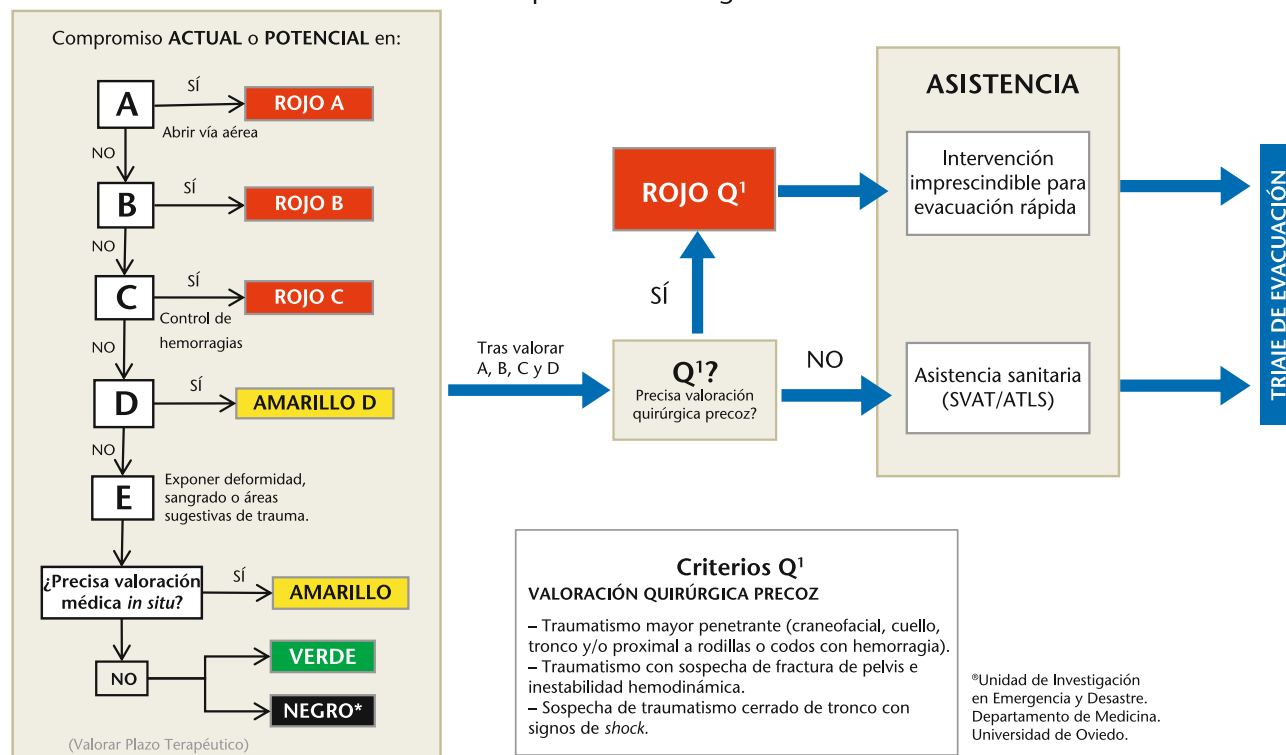 Compromiso ACTUAL o POTENCIAL en:
A
SÍ
ROJO A
Abrir vía aérea
NO
B
SÍ
ROJO B
NO
C
SÍ
ROJO C
Control de
hemorragias
NO
D
SÍ
AMARILLO D
NO
E
Exponer deformidad,
sangrado o áreas
sugestivas de trauma.
¿Precisa valoración
médica in situ?
SÍ
AMARILLO
NO
VERDE
NEGRO*
(Valorar Plazo Terapéutico)
Tras valorar
A, B, C y D
Q¹?
Precisa valoración
quirúrgica precoz?
SÍ
NO
ROJO Q¹
ASISTENCIA
Intervención
imprescindible para
evacuación rápida
Asistencia sanitaria
(SVAT/ATLS)
TRIAJE DE EVACUACIÓN
Criterios Q¹
VALORACIÓN QUIRÚRGICA PRECOZ
– Traumatismo mayor penetrante (craneofacial, cuello,
tronco y/o proximal a rodillas o codos con hemorragia).
– Traumatismo con sospecha de fractura de pelvis e
inestabilidad hemodinámica.
– Sospecha de traumatismo cerrado de tronco con
signos de shock.
®Unidad de Investigación
en Emergencia y Desastre.
Departamento de Medicina.
Universidad de Oviedo.